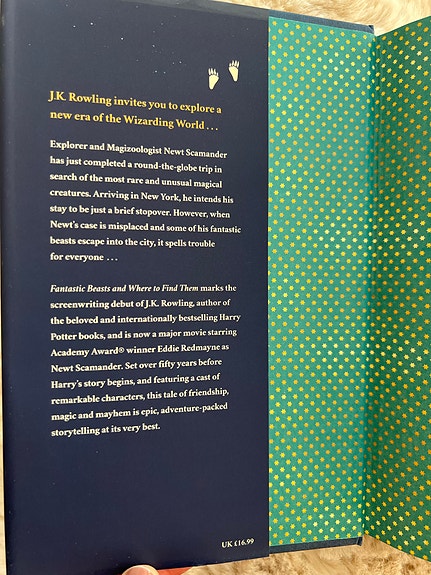 J.K. Rowling invites you to explore a
new era of the Wizarding World . . .
Explorer and Magizoologist Newt Scamander
has just completed a round-the-globe trip in
search of the most rare and unusual magical
creatures. Arriving in New York, he intends his
stay to be just a brief stopover. However, when
Newt's case is misplaced and some of his fantastic
beasts escape into the city, it spells trouble
for everyone . . .
Fantastic Beasts and Where to Find Them marks the
screenwriting debut of J.K. Rowling, author of
the beloved and internationally bestselling Harry
Potter books, and is now a major movie starring
Academy Award® winner Eddie Redmayne as
Newt Scamander. Set over fifty years before
Harry's story begins, and featuring a cast of
remarkable characters, this tale of friendship,
magic and mayhem is epic, adventure-packed
storytelling at its very best.
UK £16.99